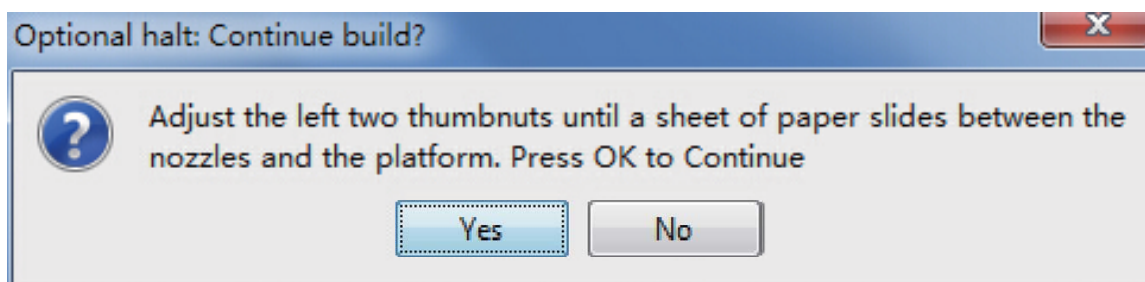 Optional halt: Continue build?
Adjust the left two thumbnuts until a sheet of paper slides between the
nozzles and the platform. Press OK to Continue
Yes No